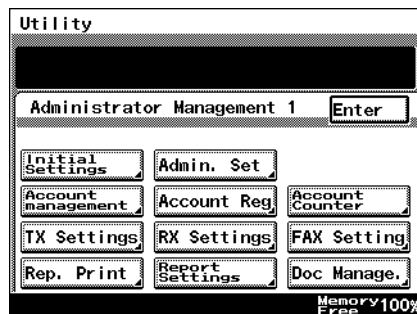 Utility
Administrator Management 1
Enter
Initial
Settings
Admin. Set
Account
management
Account Reg
Account
Counter
TX Settings
RX Settings
FAX Setting
Rep. Print
Report
Settings
Doc Manage.
Memory
Free 100%